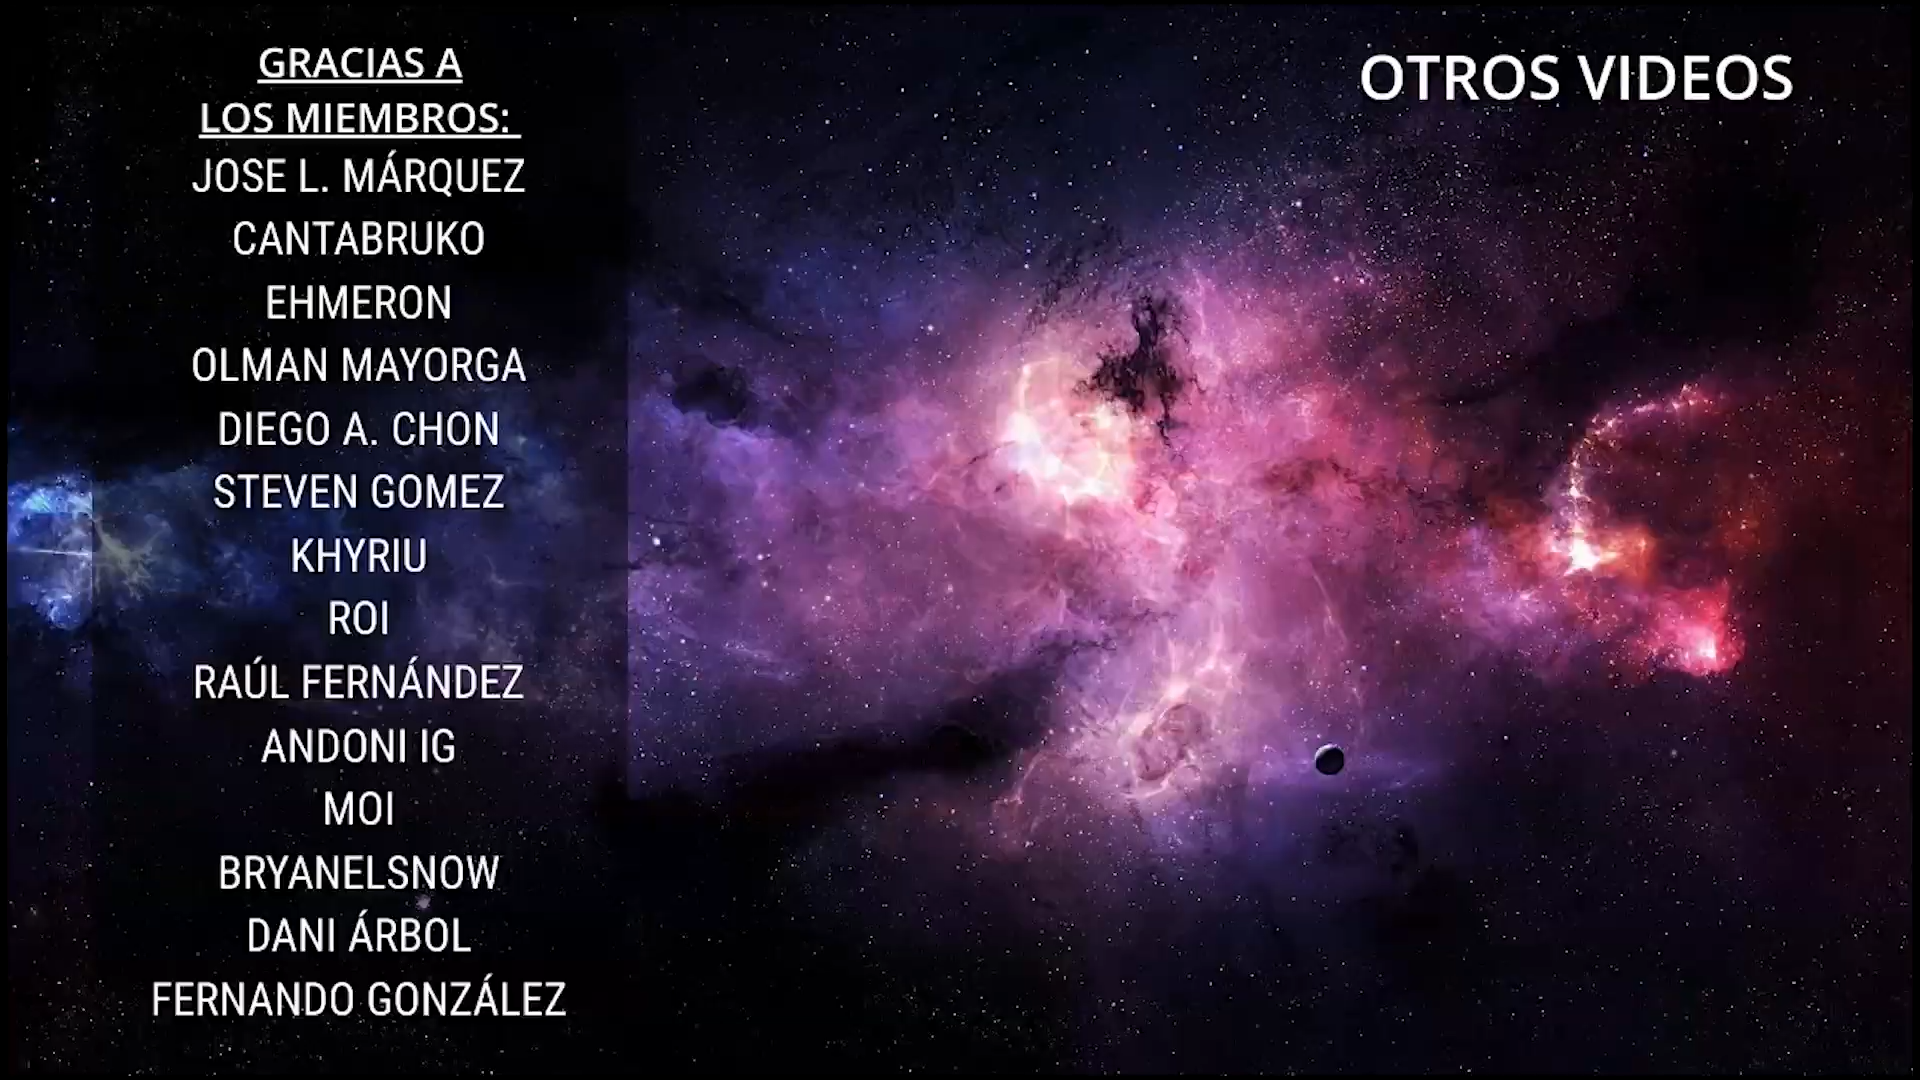 GRACIAS A
LOS MIEMBROS:
JOSE L. MÁRQUEZ
CANTABRUKO
EHMERON
OLMAN MAYORGA
DIEGO A. CHON
STEVEN GOMEZ
KHYRIU
ROI
RAÚL FERNÁNDEZ
ANDONI IG
MOI
BRYANELSNOW
DANI ÁRBOL
FERNANDO GONZÁLEZ
OTROS VIDEOS